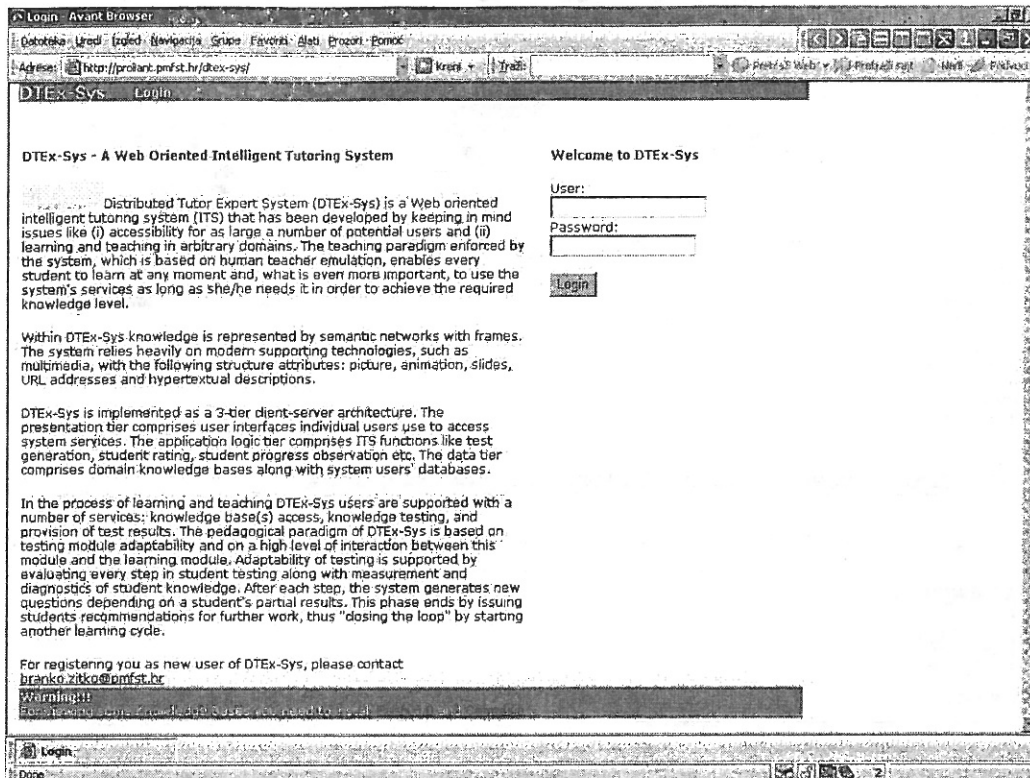 Login - Avant Browser
Datoteka Uredi Izgled Navigacija Grupe Favoriti Alati Prozori Pomoć
Adresa: http://proliant.pmfst.hr/dtex-sys/ Kreni Traži:
DTEx-Sys Login
DTEx-Sys - A Web Oriented Intelligent Tutoring System
Distributed Tutor Expert System (DTEx-Sys) is a Web oriented
intelligent tutoring system (ITS) that has been developed by keeping in mind
issues like (i) accessibility for as large a number of potential users and (ii)
learning and teaching in arbitrary domains. The teaching paradigm enforced by
the system, which is based on human teacher emulation, enables every
student to learn at any moment and, what is even more important, to use the
system's services as long as she/he needs it in order to achieve the required
knowledge level.
Within DTEx-Sys knowledge is represented by semantic networks with frames.
The system relies heavily on modern supporting technologies, such as
multimedia, with the following structure attributes: picture, animation, slides,
URL addresses and hypertextual descriptions.
DTEx-Sys is implemented as a 3-tier client-server architecture. The
presentation tier comprises user interfaces individual users use to access
system services. The application logic tier comprises ITS functions like test
generation, student rating, student progress observation etc. The data tier
comprises domain knowledge bases along with system users' databases.
In the process of learning and teaching DTEx-Sys users are supported with a
number of services: knowledge base(s) access, knowledge testing, and
provision of test results. The pedagogical paradigm of DTEx-Sys is based on
testing module adaptability and on a high level of interaction between this
module and the learning module. Adaptability of testing is supported by
evaluating every step in student testing along with measurement and
diagnostics of student knowledge. After each step, the system generates new
questions depending on a student's partial results. This phase ends by issuing
students recommendations for further work, thus "closing the loop" by starting
another learning cycle.
For registering you as new user of DTEx-Sys, please contact
branko.zitko@pmfst.hr
Warning!!!
For viewing some Knowledge Bases you need to install and
Welcome to DTEx-Sys
User:
Password:
Login
Login
Done